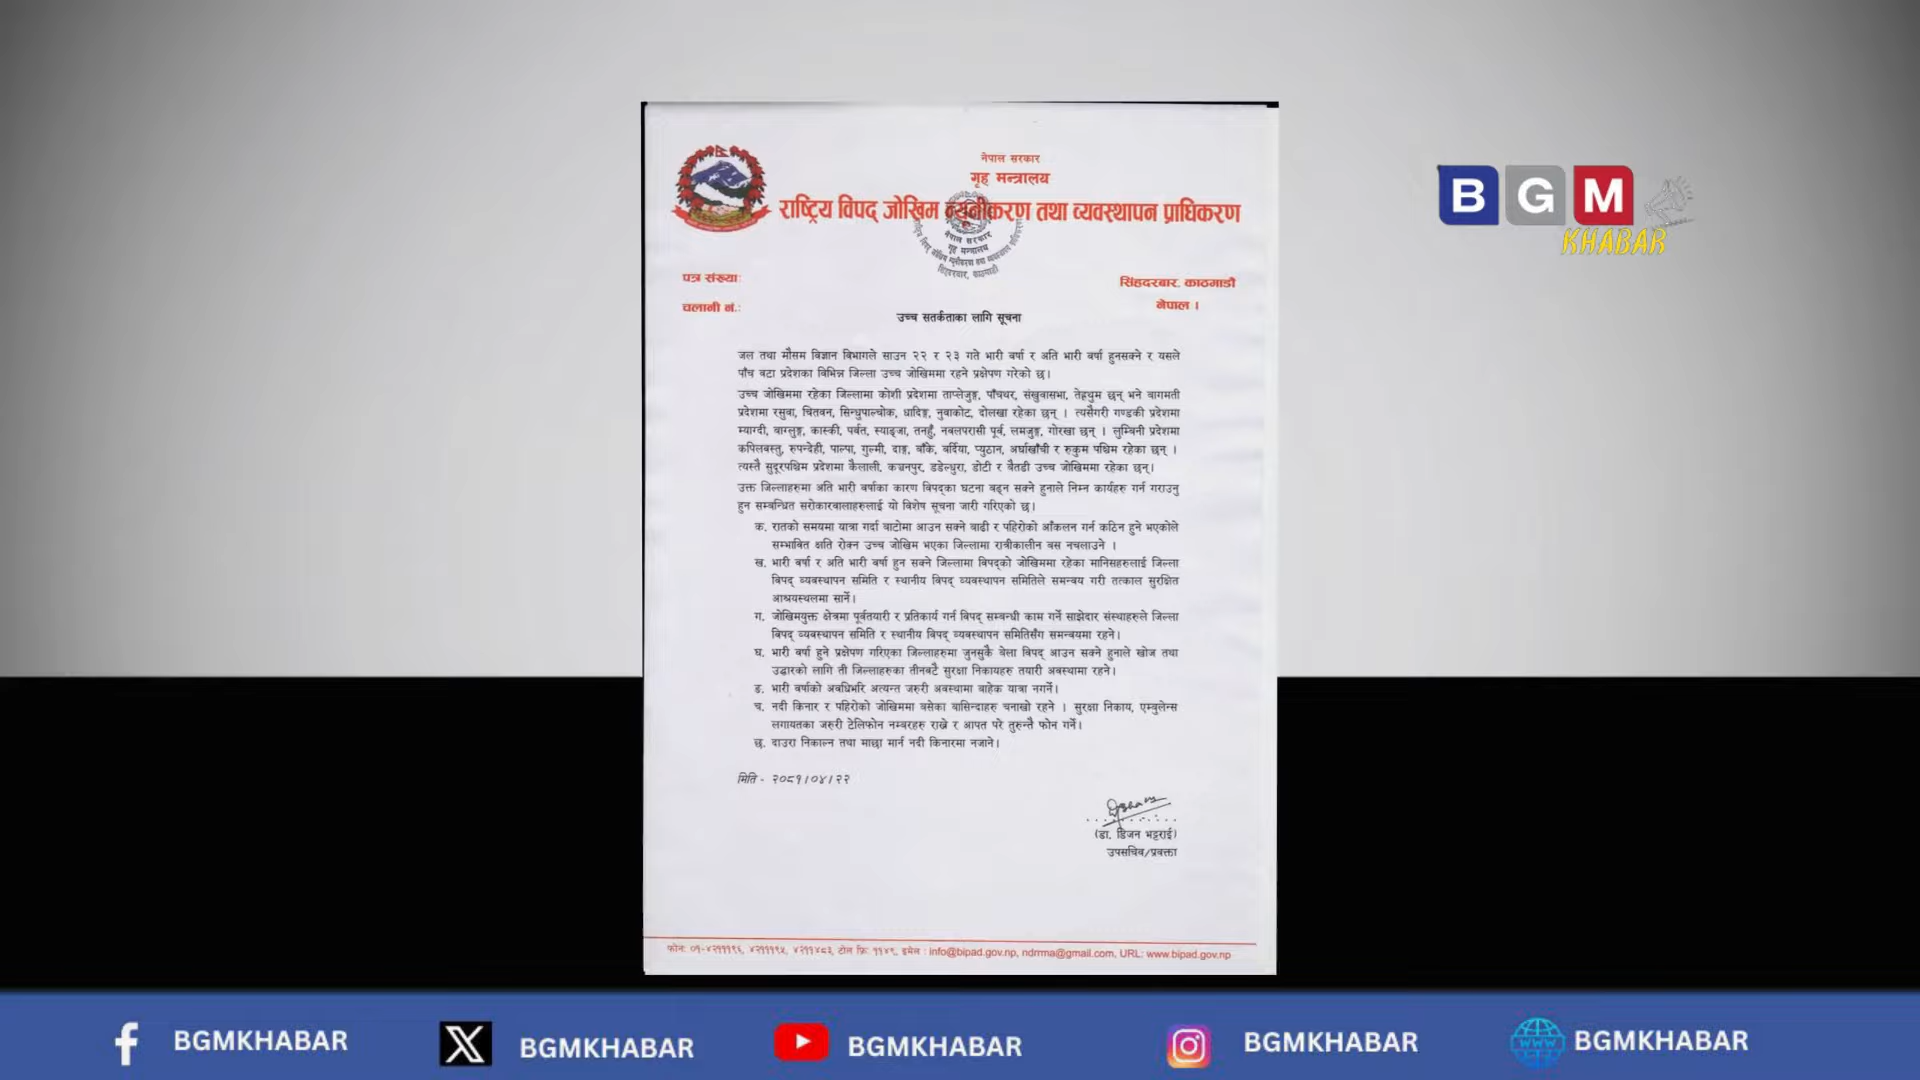 नेपाल सरकार
गृह मन्त्रालय
राष्ट्रिय विपद् जोखिम न्यूनीकरण तथा व्यवस्थापन प्राधिकरण
नेपाल सरकार
गृह मन्त्रालय
सिंहदरबार, काठमाडौं
पत्र संख्याः
सिंहदरबार, काठमाडौं
चलानी नं.:
नेपाल ।
उच्च सतर्कताका लागि सूचना
जल तथा मौसम विज्ञान विभागले साउन २२ र २३ गते भारी वर्षा र अति भारी वर्षा हुनसक्ने र यसले
पाँच वटा प्रदेशका विभिन्न जिल्ला उच्च जोखिममा रहने प्रक्षेपण गरेको छ।
उच्च जोखिममा रहेका जिल्लामा कोशी प्रदेशमा ताप्लेजुङ्ग, पाँचथर, संखुवासभा, तेह्रथुम छन् भने बागमती
प्रदेशमा रसुवा, चितवन, सिन्धुपाल्चोक, धादिङ्ग, नुवाकोट, दोलखा रहेका छन् । त्यसैगरी गण्डकी प्रदेशमा
म्याग्दी, बाग्लुङ्ग, कास्की, पर्वत, स्याङ्जा, तनहुँ, नवलपरासी पूर्व, लमजुङ्ग, गोरखा छन् । लुम्बिनी प्रदेशमा
कपिलवस्तु, रुपन्देही, पाल्पा, गुल्मी, दाङ्ग, बाँके, बर्दिया, प्युठान, अर्घाखाँची र रुकुम पश्चिम रहेका छन् ।
त्यस्तै सुदूरपश्चिम प्रदेशमा कैलाली, कञ्चनपुर, डडेल्धुरा, डोटी र बैतडी उच्च जोखिममा रहेका छन्।
उक्त जिल्लाहरुमा अति भारी वर्षाका कारण विपद्का घटना बढ्न सक्ने हुनाले निम्न कार्यहरु गर्न गराउनु
हुन सम्बन्धित सरोकारवालाहरुलाई यो विशेष सूचना जारी गरिएको छ।
क. रातको समयमा यात्रा गर्दा बाटोमा आउन सक्ने बाढी र पहिरोको आँकलन गर्न कठिन हुने भएकोले
सम्भावित क्षति रोक्न उच्च जोखिम भएका जिल्लामा रात्रीकालीन बस नचलाउने ।
ख. भारी वर्षा र अति भारी वर्षा हुन सक्ने जिल्लामा विपद्को जोखिममा रहेका मानिसहरुलाई जिल्ला
विपद् व्यवस्थापन समिति र स्थानीय विपद् व्यवस्थापन समितिले समन्वय गरी तत्काल सुरक्षित
आश्रयस्थलमा सार्ने।
ग. जोखिमयुक्त क्षेत्रमा पूर्वतयारी र प्रतिकार्य गर्न विपद् सम्बन्धी काम गर्ने साझेदार संस्थाहरुले जिल्ला
विपद् व्यवस्थापन समिति र स्थानीय विपद् व्यवस्थापन समितिसँग समन्वयमा रहने।
घ. भारी वर्षा हुने प्रक्षेपण गरिएका जिल्लाहरुमा जुनसुकै बेला विपद् आउन सक्ने हुनाले खोज तथा
उद्धारको लागि ती जिल्लाहरुका तीनवटै सुरक्षा निकायहरु तयारी अवस्थामा रहने।
ङ. भारी वर्षाको अवधिभरि अत्यन्त जरुरी अवस्थामा बाहेक यात्रा नगर्ने।
च. नदी किनार र पहिरोको जोखिममा बसेका बासिन्दाहरु चनाखो रहने । सुरक्षा निकाय, एम्बुलेन्स
लगायतका जरुरी टेलिफोन नम्बरहरु राख्ने र आपत परे तुरुन्तै फोन गर्ने।
छ. दाउरा निकाल्न तथा माछा मार्न नदी किनारमा नजाने।
मिति - २०८१।०४।२२
(डा. डिजन भट्टराई)
उपसचिव/प्रवक्ता
फोन: ०१-४२१११९६, ४२१११९५, ४२११४८३, टोल फ्रि: ११४९, इमेल : info@bipad.gov.np, ndrrma@gmail.com, URL: www.bipad.gov.np
BGM
KHABAR
BGMKHABAR
BGMKHABAR
BGMKHABAR
BGMKHABAR
BGMKHABAR